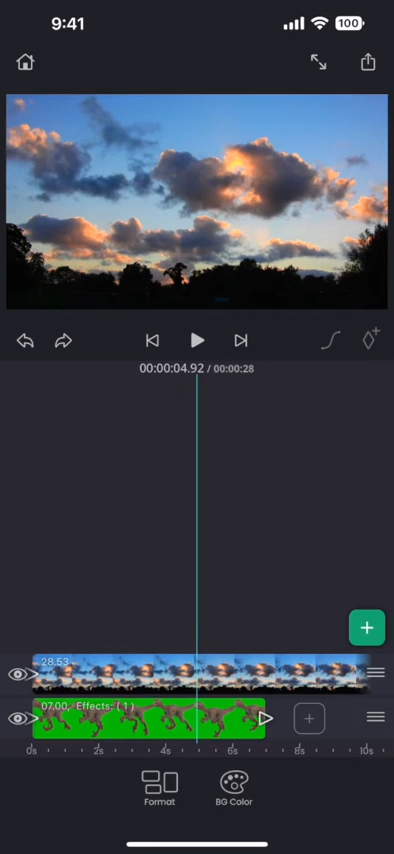 9:41
100
00:00:04.92 / 00:00:28
28.53
07.00, Effects: ( 1 )
0s 2s 4s 6s 8s 10s
Format BG Color